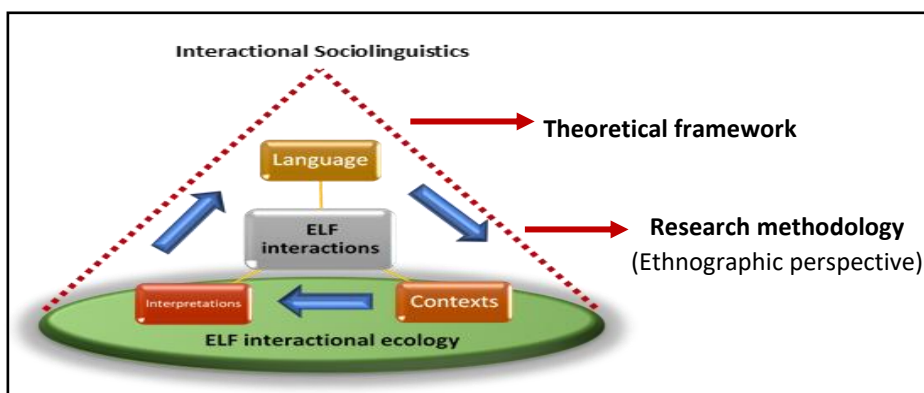 Interactional Sociolinguistics
Theoretical framework
Language
ELF
interactions
Research methodology
(Ethnographic perspective)
Interpretations
Contexts
ELF interactional ecology